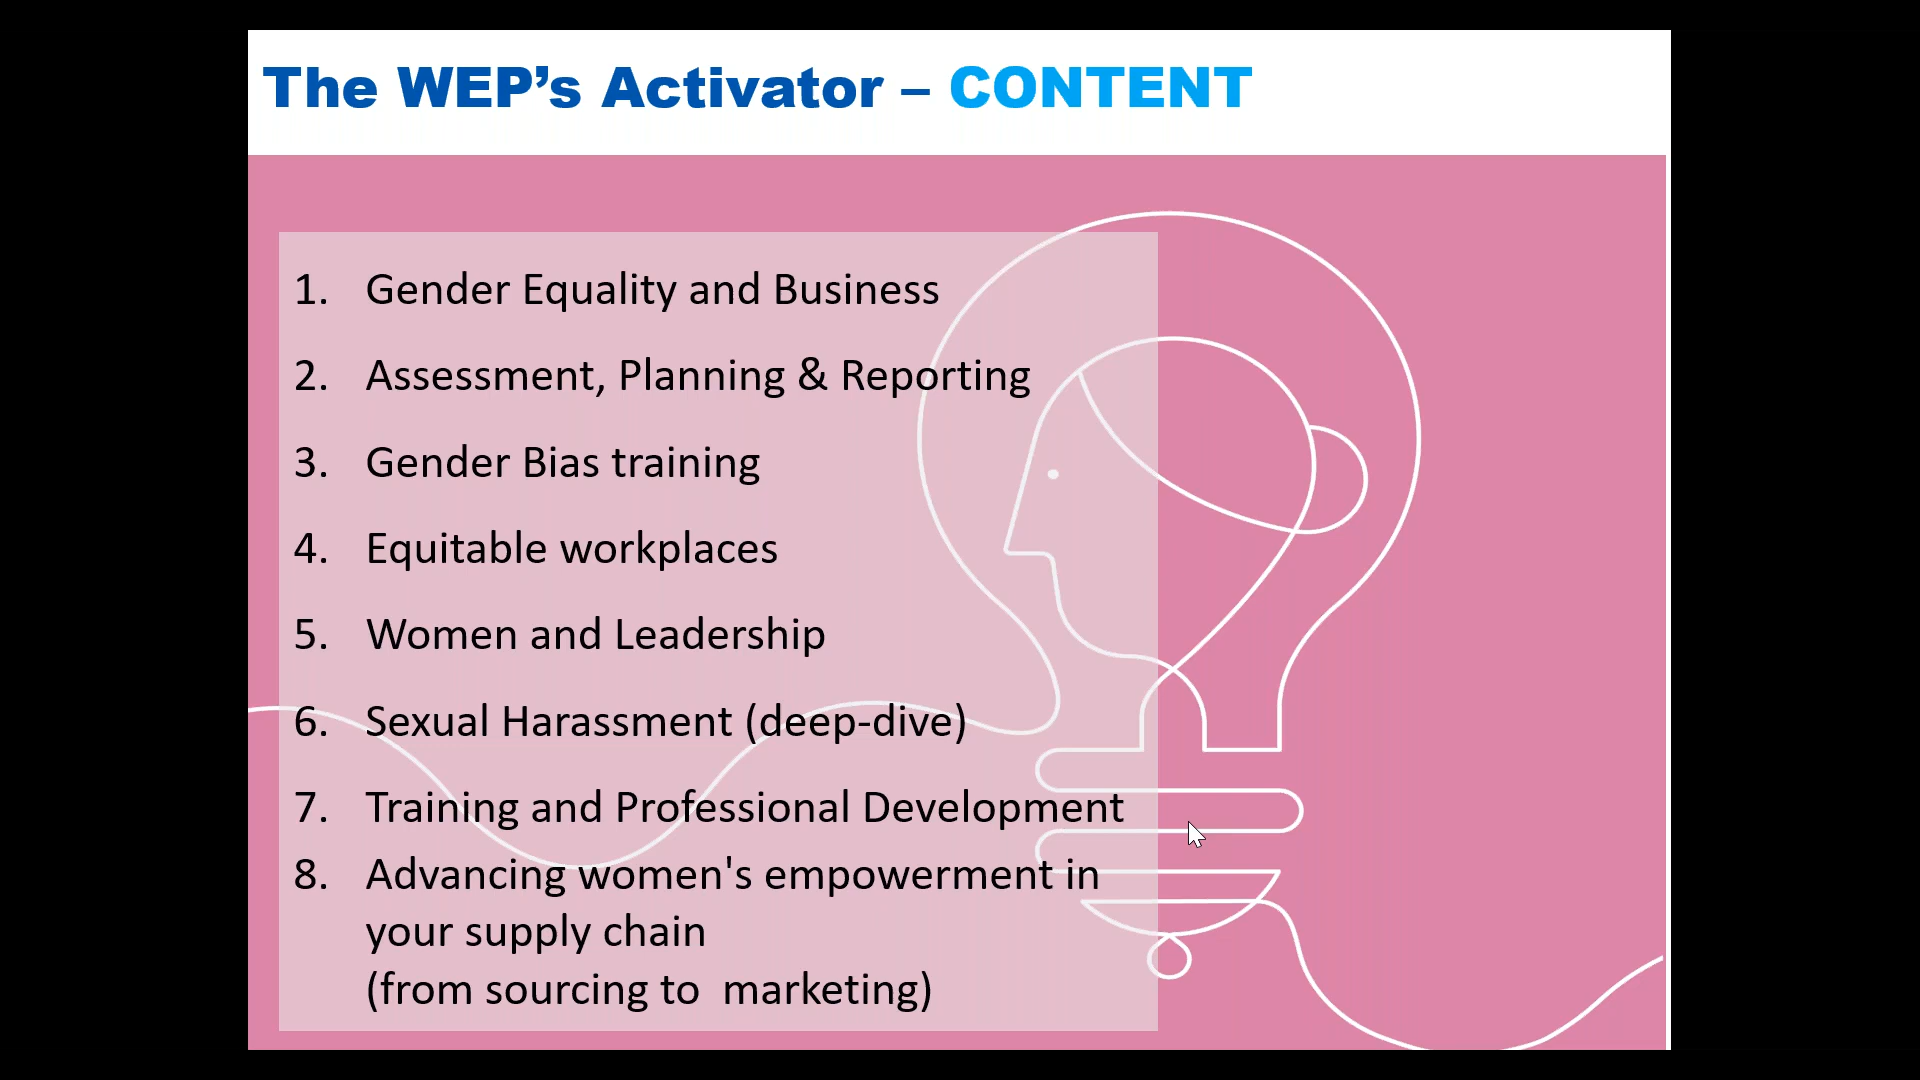 The WEP’s Activator – CONTENT
1. Gender Equality and Business
2. Assessment, Planning & Reporting
3. Gender Bias training
4. Equitable workplaces
5. Women and Leadership
6. Sexual Harassment (deep-dive)
7. Training and Professional Development
8. Advancing women's empowerment in
your supply chain
(from sourcing to  marketing)